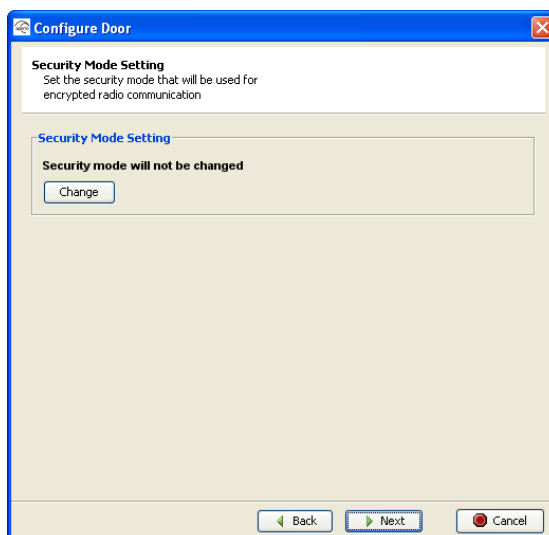 Configure Door
Security Mode Setting
Set the security mode that will be used for
encrypted radio communication
Security Mode Setting
Security mode will not be changed
Change
Back
Next
Cancel